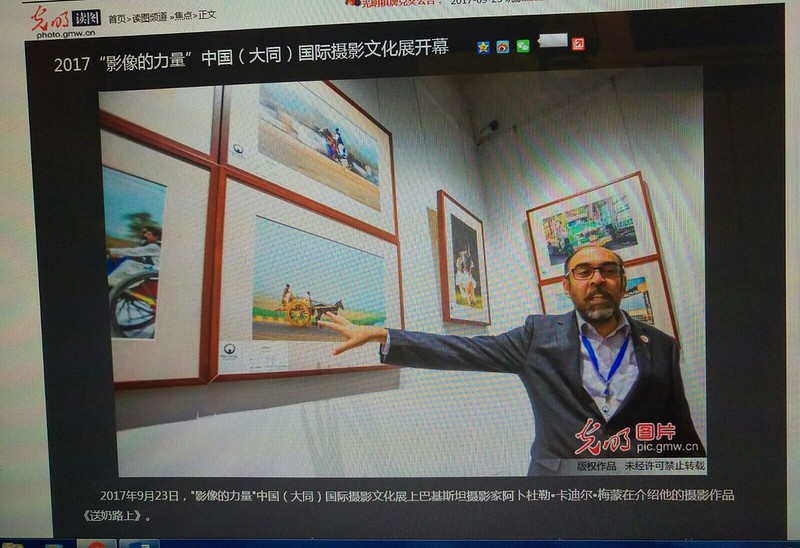 光明 读图
photo.gmw.cn
首页>读图频道 »焦点>正文
2017“影像的力量”中国（大同）国际摄影文化展开幕
光明 图片
pic.gmw.cn
版权作品 未经许可禁止转载
2017年9月23日，"影像的力量"中国（大同）国际摄影文化展上巴基斯坦摄影家阿卜杜勒•卡迪尔•梅蒙在介绍他的摄影作品
《送奶路上》。